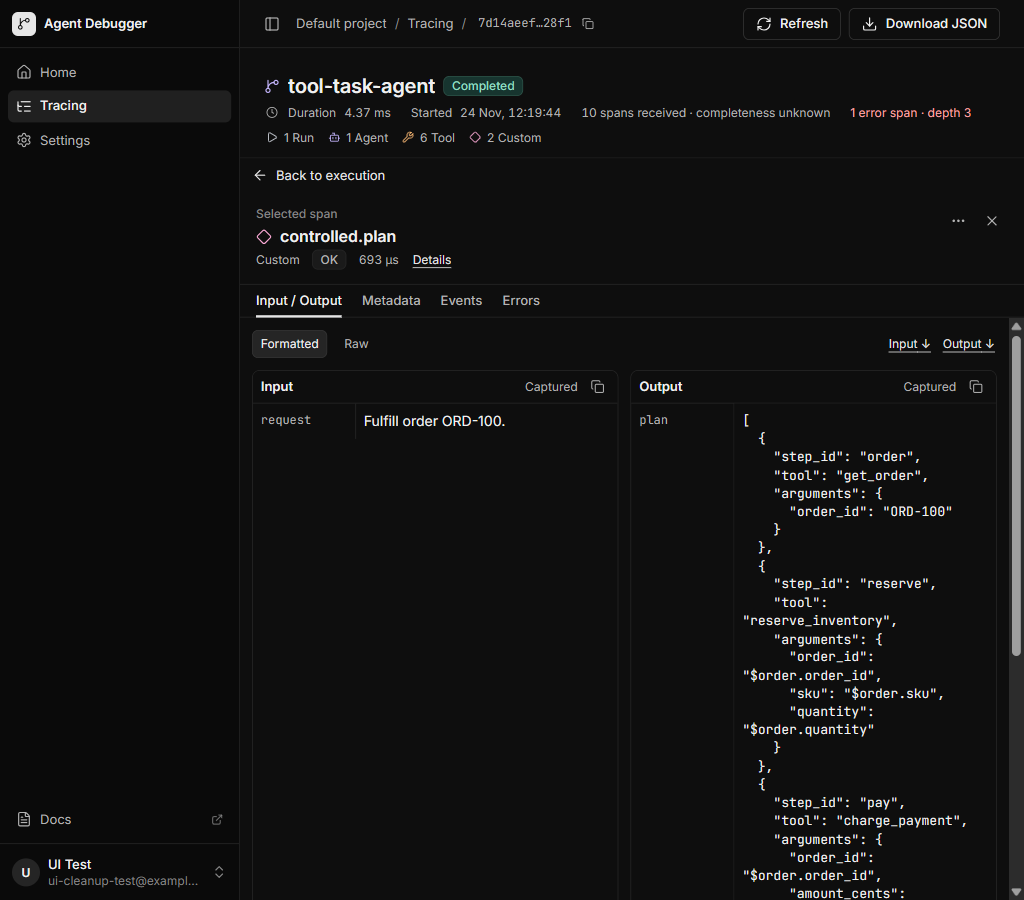 Agent Debugger
Default project / Tracing / 7d14aeef…28f1
Refresh
Download JSON
Home
Tracing
Settings
tool-task-agent Completed
Duration 4.37 ms Started 24 Nov, 12:19:44 10 spans received · completeness unknown 1 error span · depth 3
1 Run 1 Agent 6 Tool 2 Custom
Back to execution
Selected span
controlled.plan
Custom OK 693 µs Details
Input / Output Metadata Events Errors
Formatted Raw
Input ↓ Output ↓
Input Captured
request Fulfill order ORD-100.
Output Captured
plan [
{
"step_id": "order",
"tool": "get_order",
"arguments": {
"order_id": "ORD-100"
}
},
{
"step_id": "reserve",
"tool":
"reserve_inventory",
"arguments": {
"order_id":
"$order.order_id",
"sku": "$order.sku",
"quantity":
"$order.quantity"
}
},
{
"step_id": "pay",
"tool": "charge_payment",
"arguments": {
"order_id":
"$order.order_id",
"amount_cents":
Docs
U
UI Test
ui-cleanup-test@exampl...